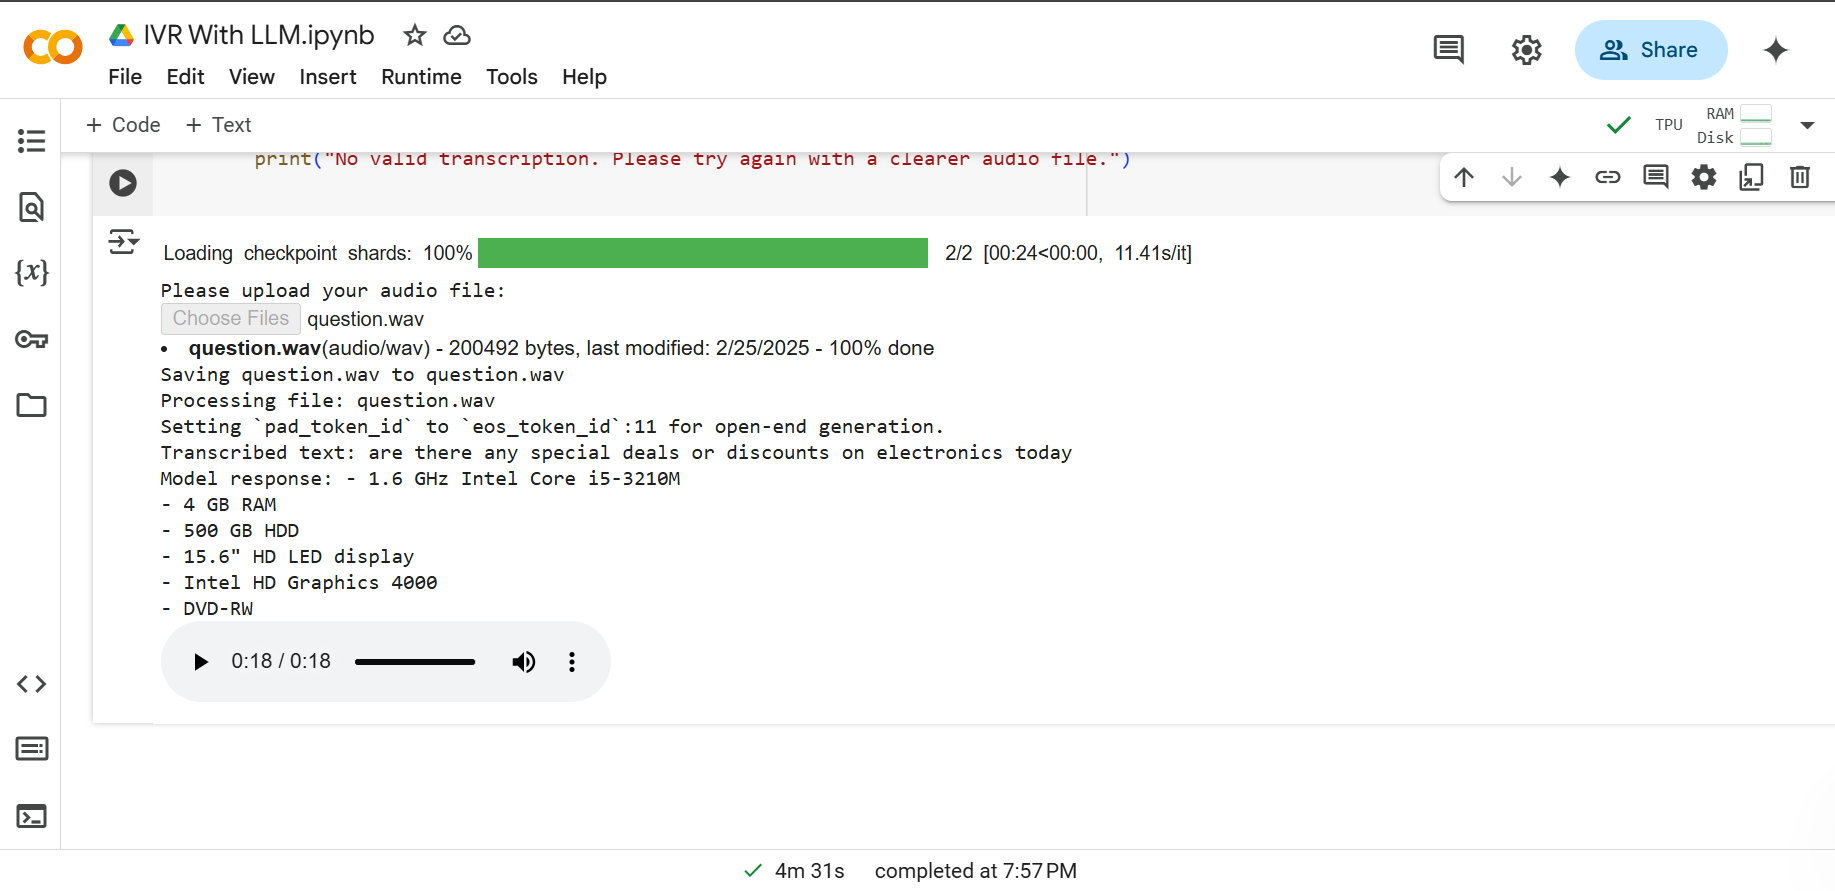 IVR With LLM.ipynb
File Edit View Insert Runtime Tools Help
Share
+ Code + Text
TPU
RAM
Disk
print("No valid transcription. Please try again with a clearer audio file.")
Loading checkpoint shards: 100% 2/2 [00:24<00:00, 11.41s/it]
Please upload your audio file:
Choose Files question.wav
• question.wav(audio/wav) - 200492 bytes, last modified: 2/25/2025 - 100% done
Saving question.wav to question.wav
Processing file: question.wav
Setting `pad_token_id` to `eos_token_id`:11 for open-end generation.
Transcribed text: are there any special deals or discounts on electronics today
Model response: - 1.6 GHz Intel Core i5-3210M
- 4 GB RAM
- 500 GB HDD
- 15.6" HD LED display
- Intel HD Graphics 4000
- DVD-RW
0:18 / 0:18
4m 31s completed at 7:57 PM